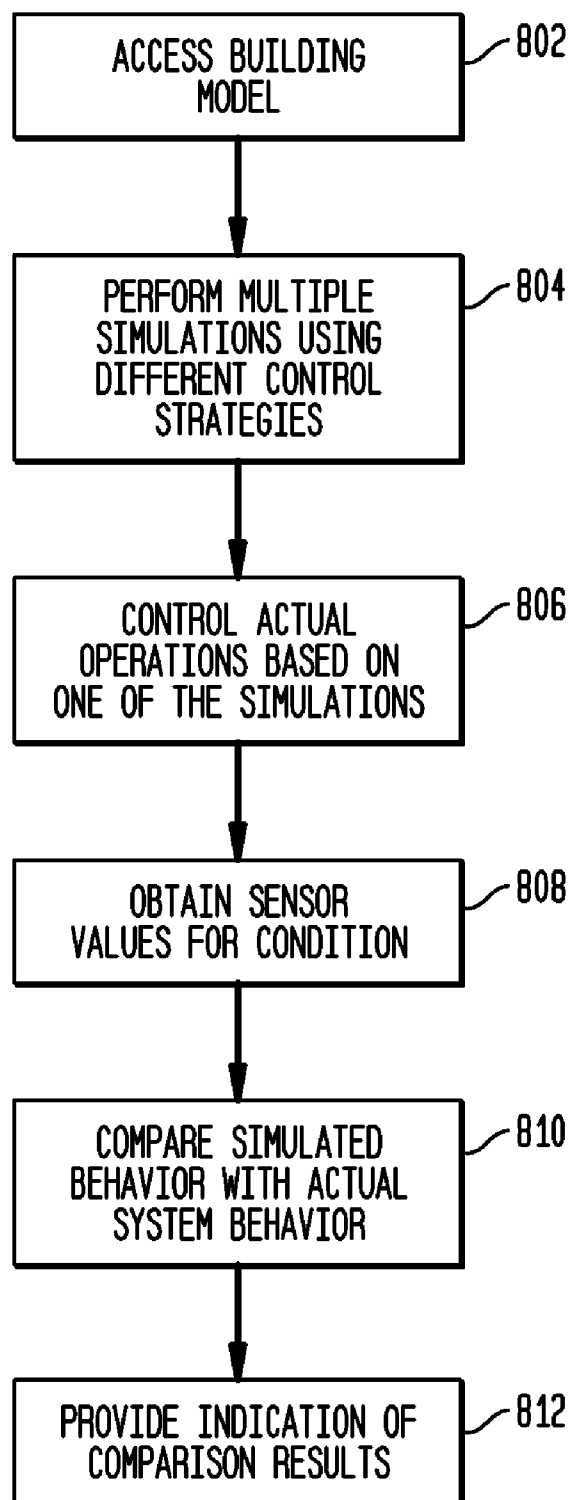 ACCESS BUILDING
MODEL
802
PERFORM MULTIPLE
SIMULATIONS USING
DIFFERENT CONTROL
STRATEGIES
804
CONTROL ACTUAL
OPERATIONS BASED ON
ONE OF THE SIMULATIONS
806
OBTAIN SENSOR
VALUES FOR CONDITION
808
COMPARE SIMULATED
BEHAVIOR WITH ACTUAL
SYSTEM BEHAVIOR
810
PROVIDE INDICATION OF
COMPARISON RESULTS
812